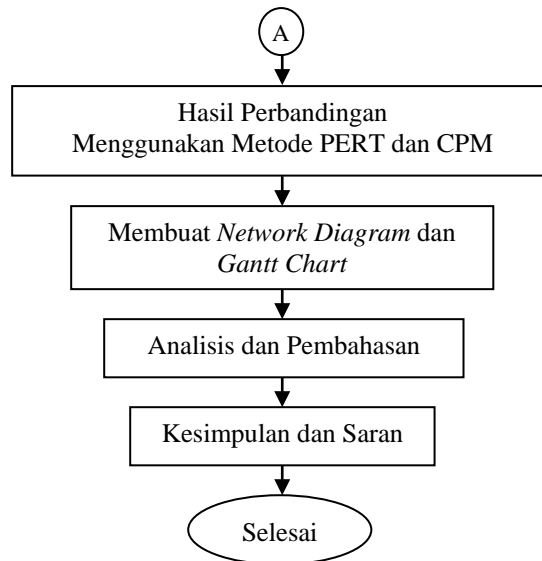 A
Hasil Perbandingan
Menggunakan Metode PERT dan CPM
Membuat Network Diagram dan
Gantt Chart
Analisis dan Pembahasan
Kesimpulan dan Saran
Selesai